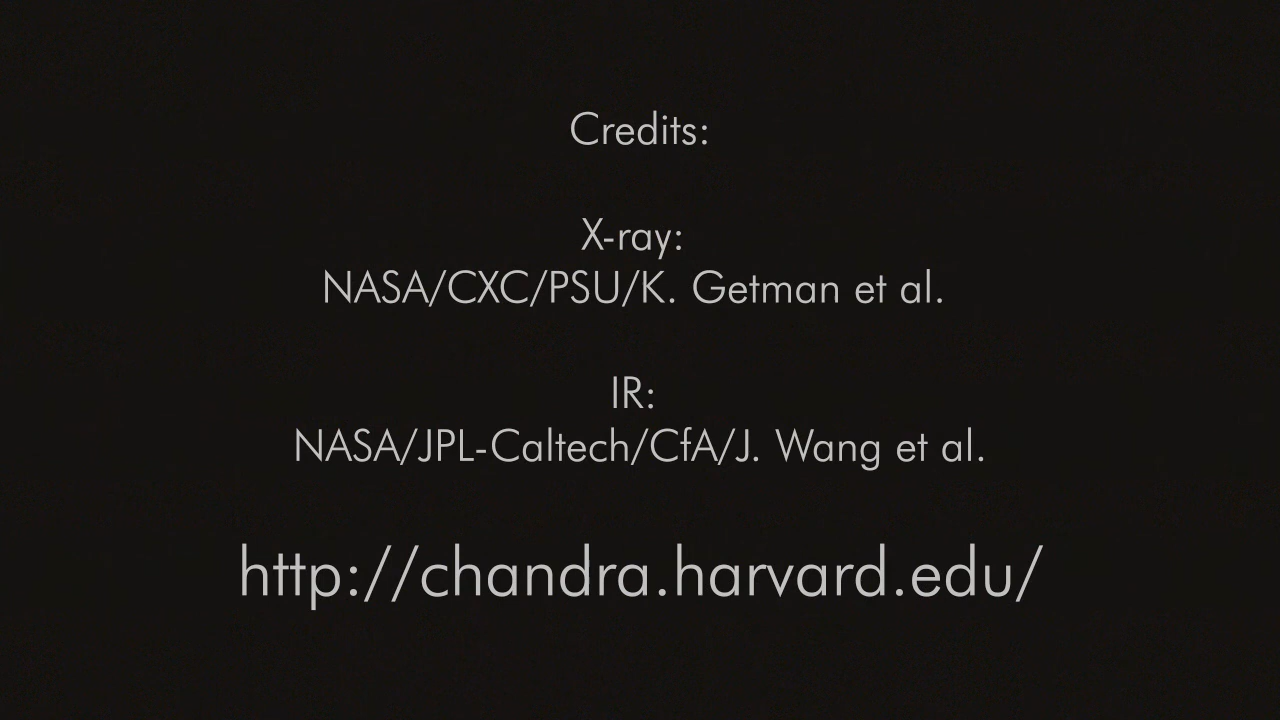 Credits:
X-ray:
NASA/CXC/PSU/K. Getman et al.
IR:
NASA/JPL-Caltech/CfA/J. Wang et al.
http://chandra.harvard.edu/